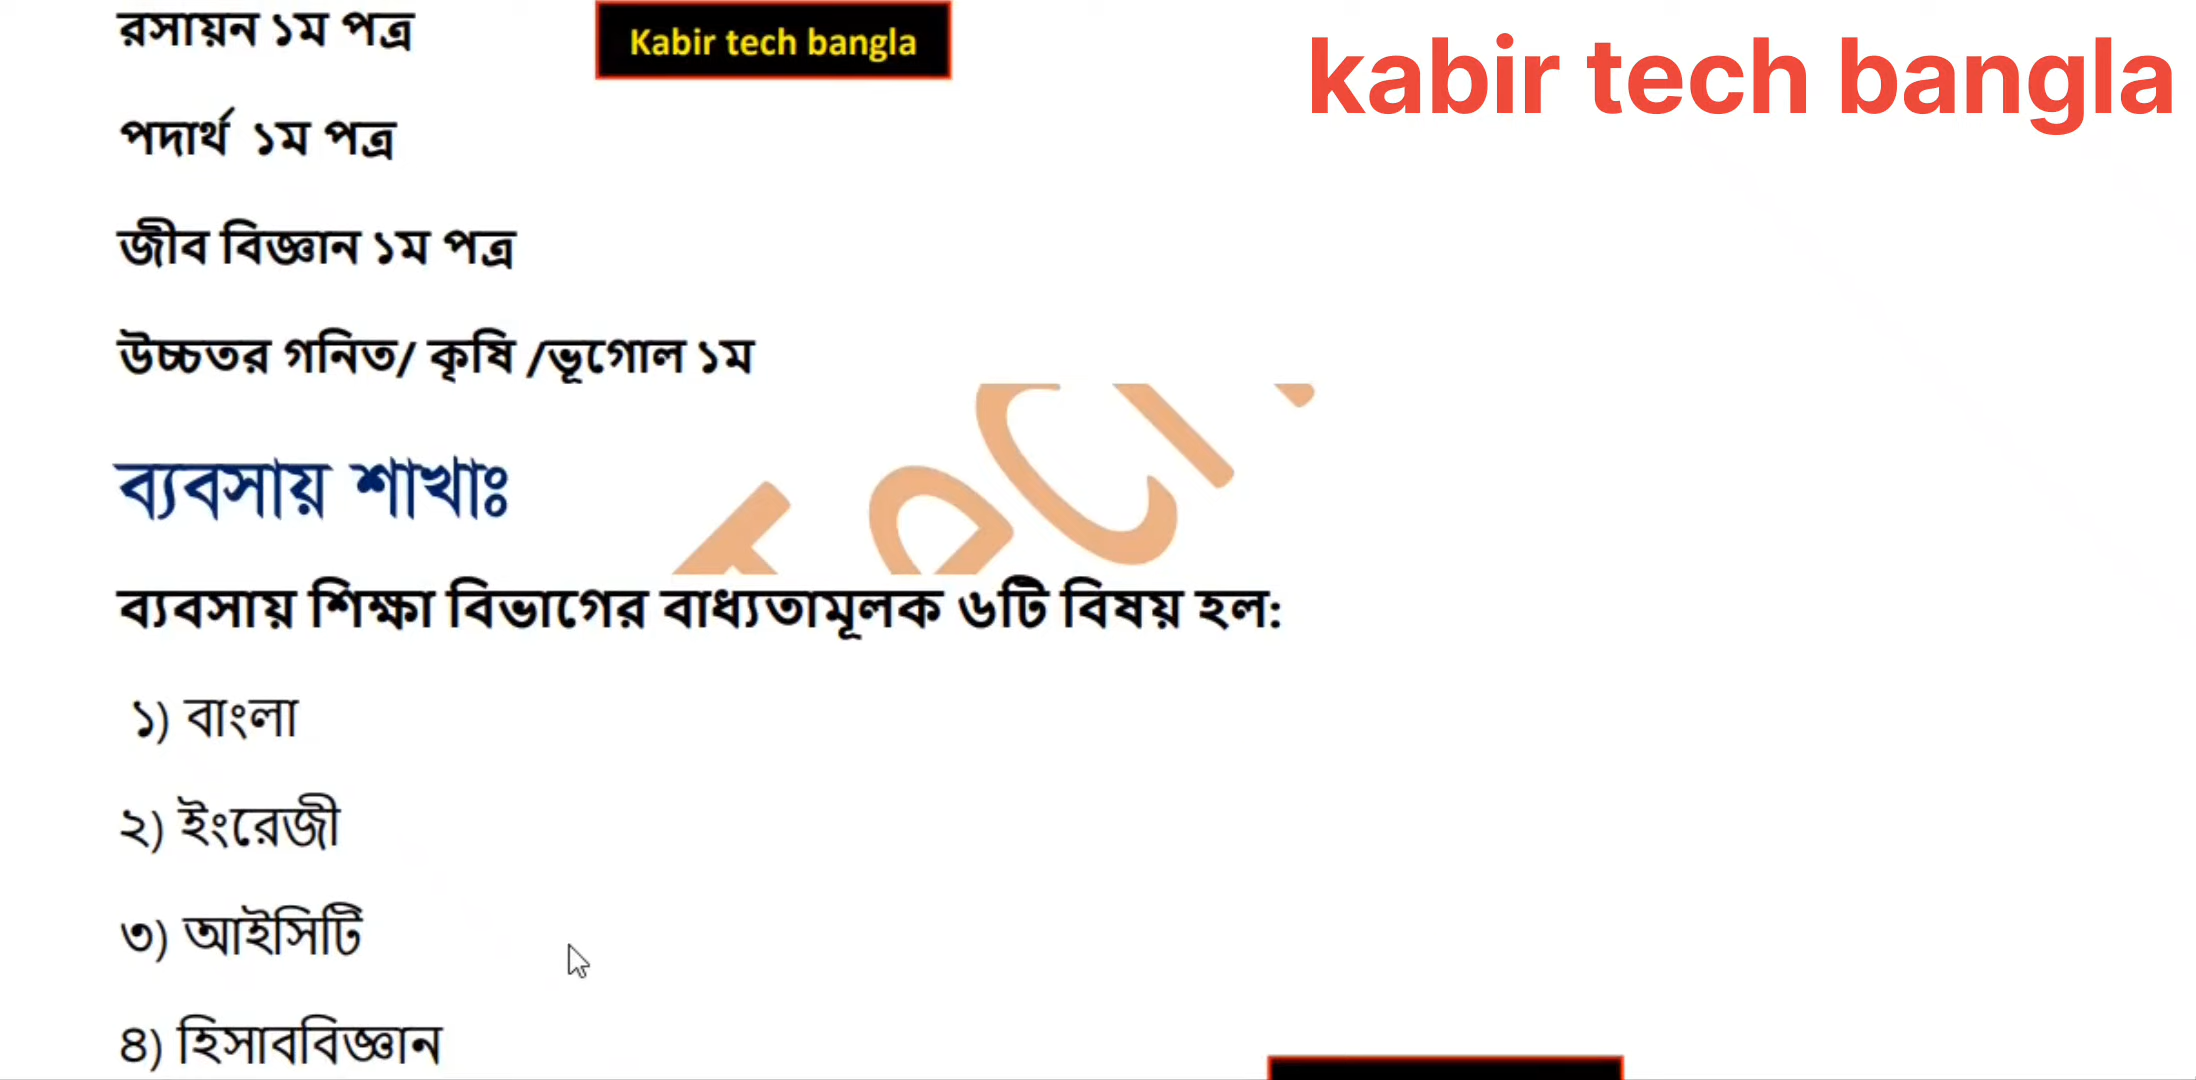 রসায়ন ১ম পত্র
Kabir tech bangla
kabir tech bangla
পদার্থ ১ম পত্র
জীব বিজ্ঞান ১ম পত্র
উচ্চতর গনিত/ কৃষি /ভূগোল ১ম
ব্যবসায় শাখাঃ
ব্যবসায় শিক্ষা বিভাগের বাধ্যতামূলক ৬টি বিষয় হল:
১) বাংলা
২) ইংরেজী
৩) আইসিটি
৪) হিসাববিজ্ঞান